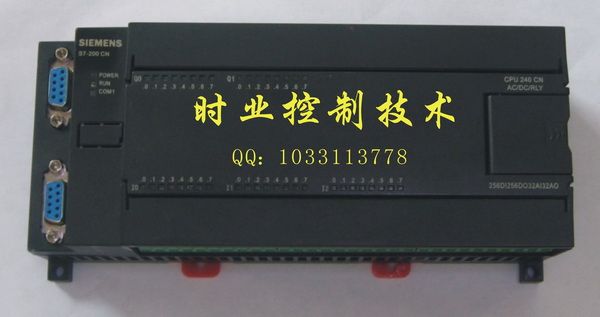 SIEMENS
S7-200 CN
POWER
RUN
COM1
Q0 .0 .1 .2 .3 .4 .5 .6 .7
Q1 .0 .1 .2 .3 .4 .5 .6 .7
CPU 240 CN
AC/DC/RLY
时业控制技术
QQ：1033113778
I0 .0 .1 .2 .3 .4 .5 .6 .7
I1 .0 .1 .2 .3 .4 .5 .6 .7
I2 .0 .1 .2 .3 .4 .5 .6 .7
256DI256DO32AI32AO